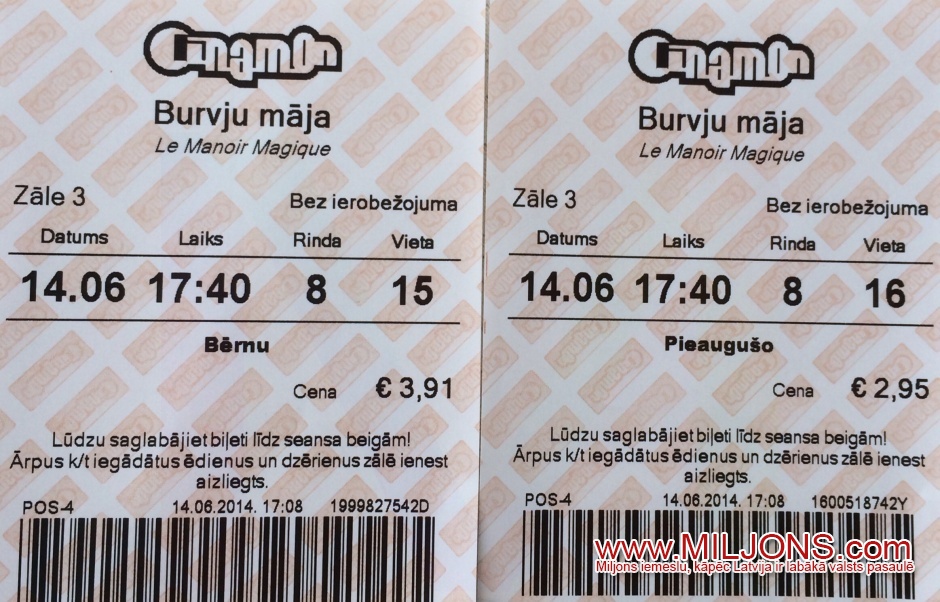 Cinamon
Burvju māja
Le Manoir Magique
Zāle 3
Bez ierobežojuma
Datums Laiks Rinda Vieta
14.06 17:40 8 15
Bērnu
Cena € 3,91
Lūdzu saglabājiet biļeti līdz seansa beigām!
Ārpus k/t iegādātus ēdienus un dzērienus zālē ienest
aizliegts.
POS-4 14.06.2014. 17:08 1999827542D
Cinamon
Burvju māja
Le Manoir Magique
Zāle 3
Bez ierobežojuma
Datums Laiks Rinda Vieta
14.06 17:40 8 16
Pieaugušo
Cena € 2,95
Lūdzu saglabājiet biļeti līdz seansa beigām!
Ārpus k/t iegādātus ēdienus un dzērienus zālē ienest
aizliegts.
POS-4 14.06.2014. 17:08 1600518742Y
www.MILJONS.com
Miljons iemeslu, kāpēc Latvija ir labākā valsts pasaulē